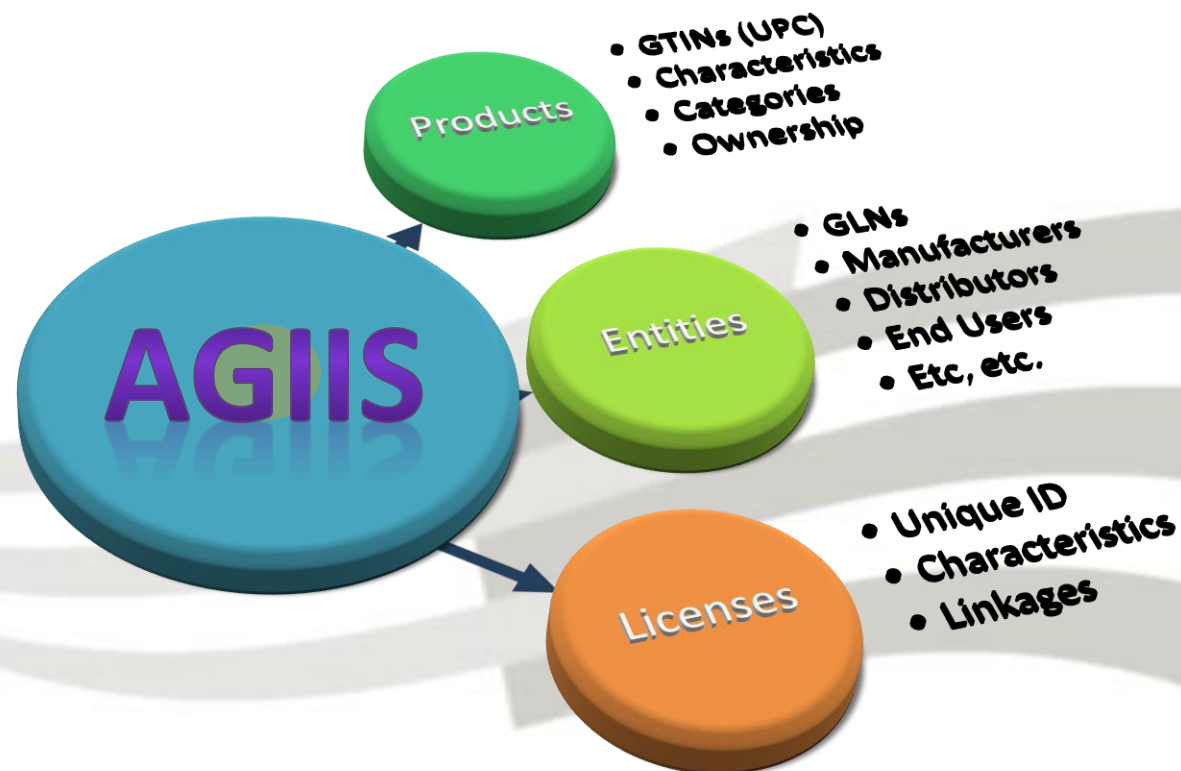 Products
• GTINs (UPC)
• Characteristics
• Categories
• Ownership
AGIIS
Entities
• GLNs
• Manufacturers
• Distributors
• End Users
• Etc, etc.
Licenses
• Unique ID
• Characteristics
• Linkages